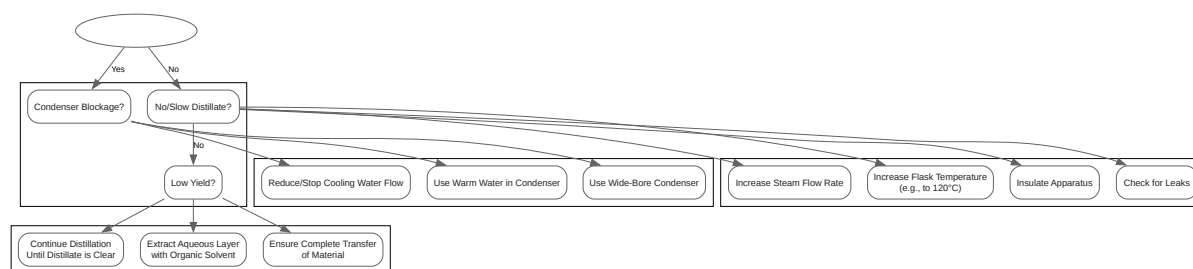 Yes
No
Condenser Blockage?
No/Slow Distillate?
No
Low Yield?
Reduce/Stop Cooling Water Flow
Use Warm Water in Condenser
Use Wide-Bore Condenser
Increase Steam Flow Rate
Increase Flask Temperature
(e.g., to 120°C)
Insulate Apparatus
Check for Leaks
Continue Distillation
Until Distillate is Clear
Extract Aqueous Layer
with Organic Solvent
Ensure Complete Transfer
of Material